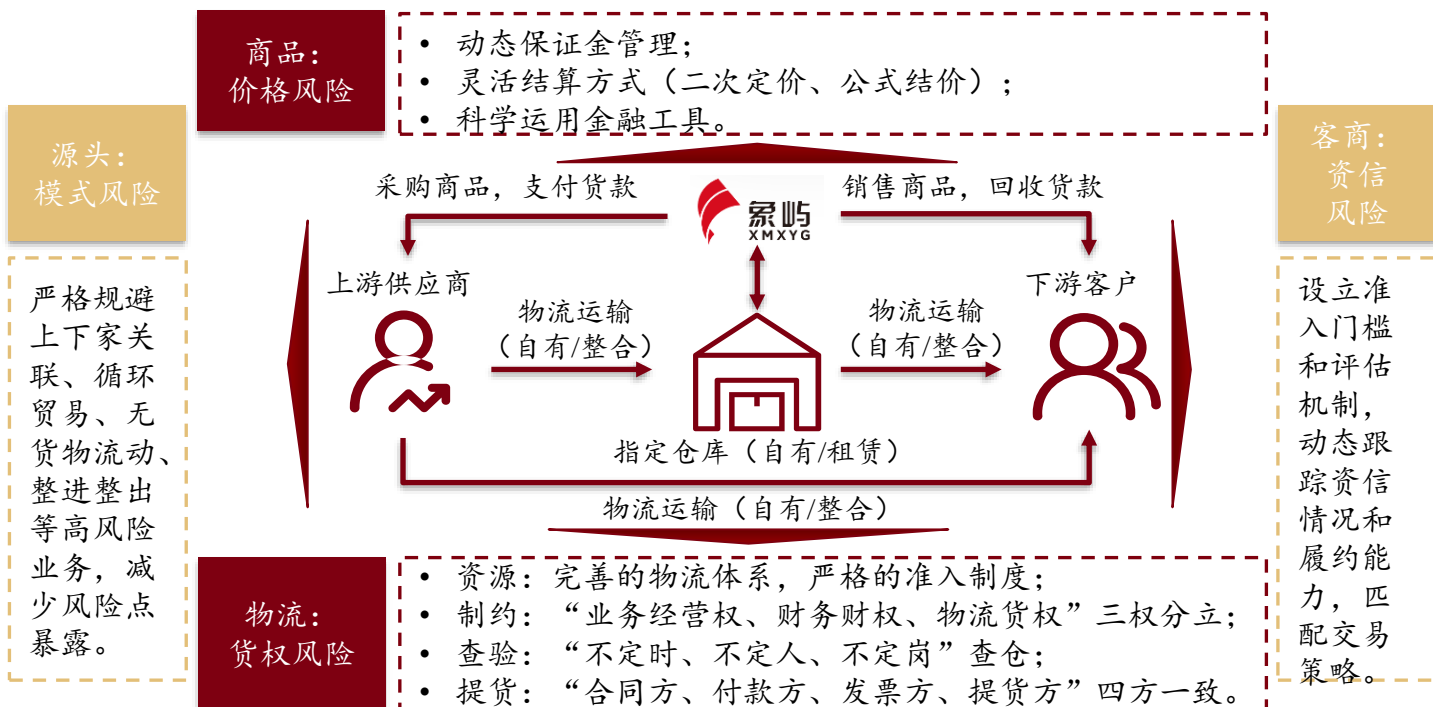 商品：
价格风险
• 动态保证金管理；
• 灵活结算方式（二次定价、公式结价）；
• 科学运用金融工具。
源头：
模式风险
严格规避
上下家关
联、循环
贸易、无
货物流动、
整进整出
等高风险
业务，减
少风险点
暴露。
采购商品，支付货款
象屿
XMXYG
销售商品，回收货款
上游供应商
物流运输
（自有/整合）
物流运输
（自有/整合）
下游客户
指定仓库（自有/租赁）
物流运输（自有/整合）
客商：
资信
风险
设立准
入门槛
和评估
机制，
动态跟
踪资信
情况和
履约能
力，匹
配交易
策略。
物流：
货权风险
• 资源：完善的物流体系，严格的准入制度；
• 制约：“业务经营权、财务财权、物流货权”三权分立；
• 查验：“不定时、不定人、不定岗”查仓；
• 提货：“合同方、付款方、发票方、提货方”四方一致。